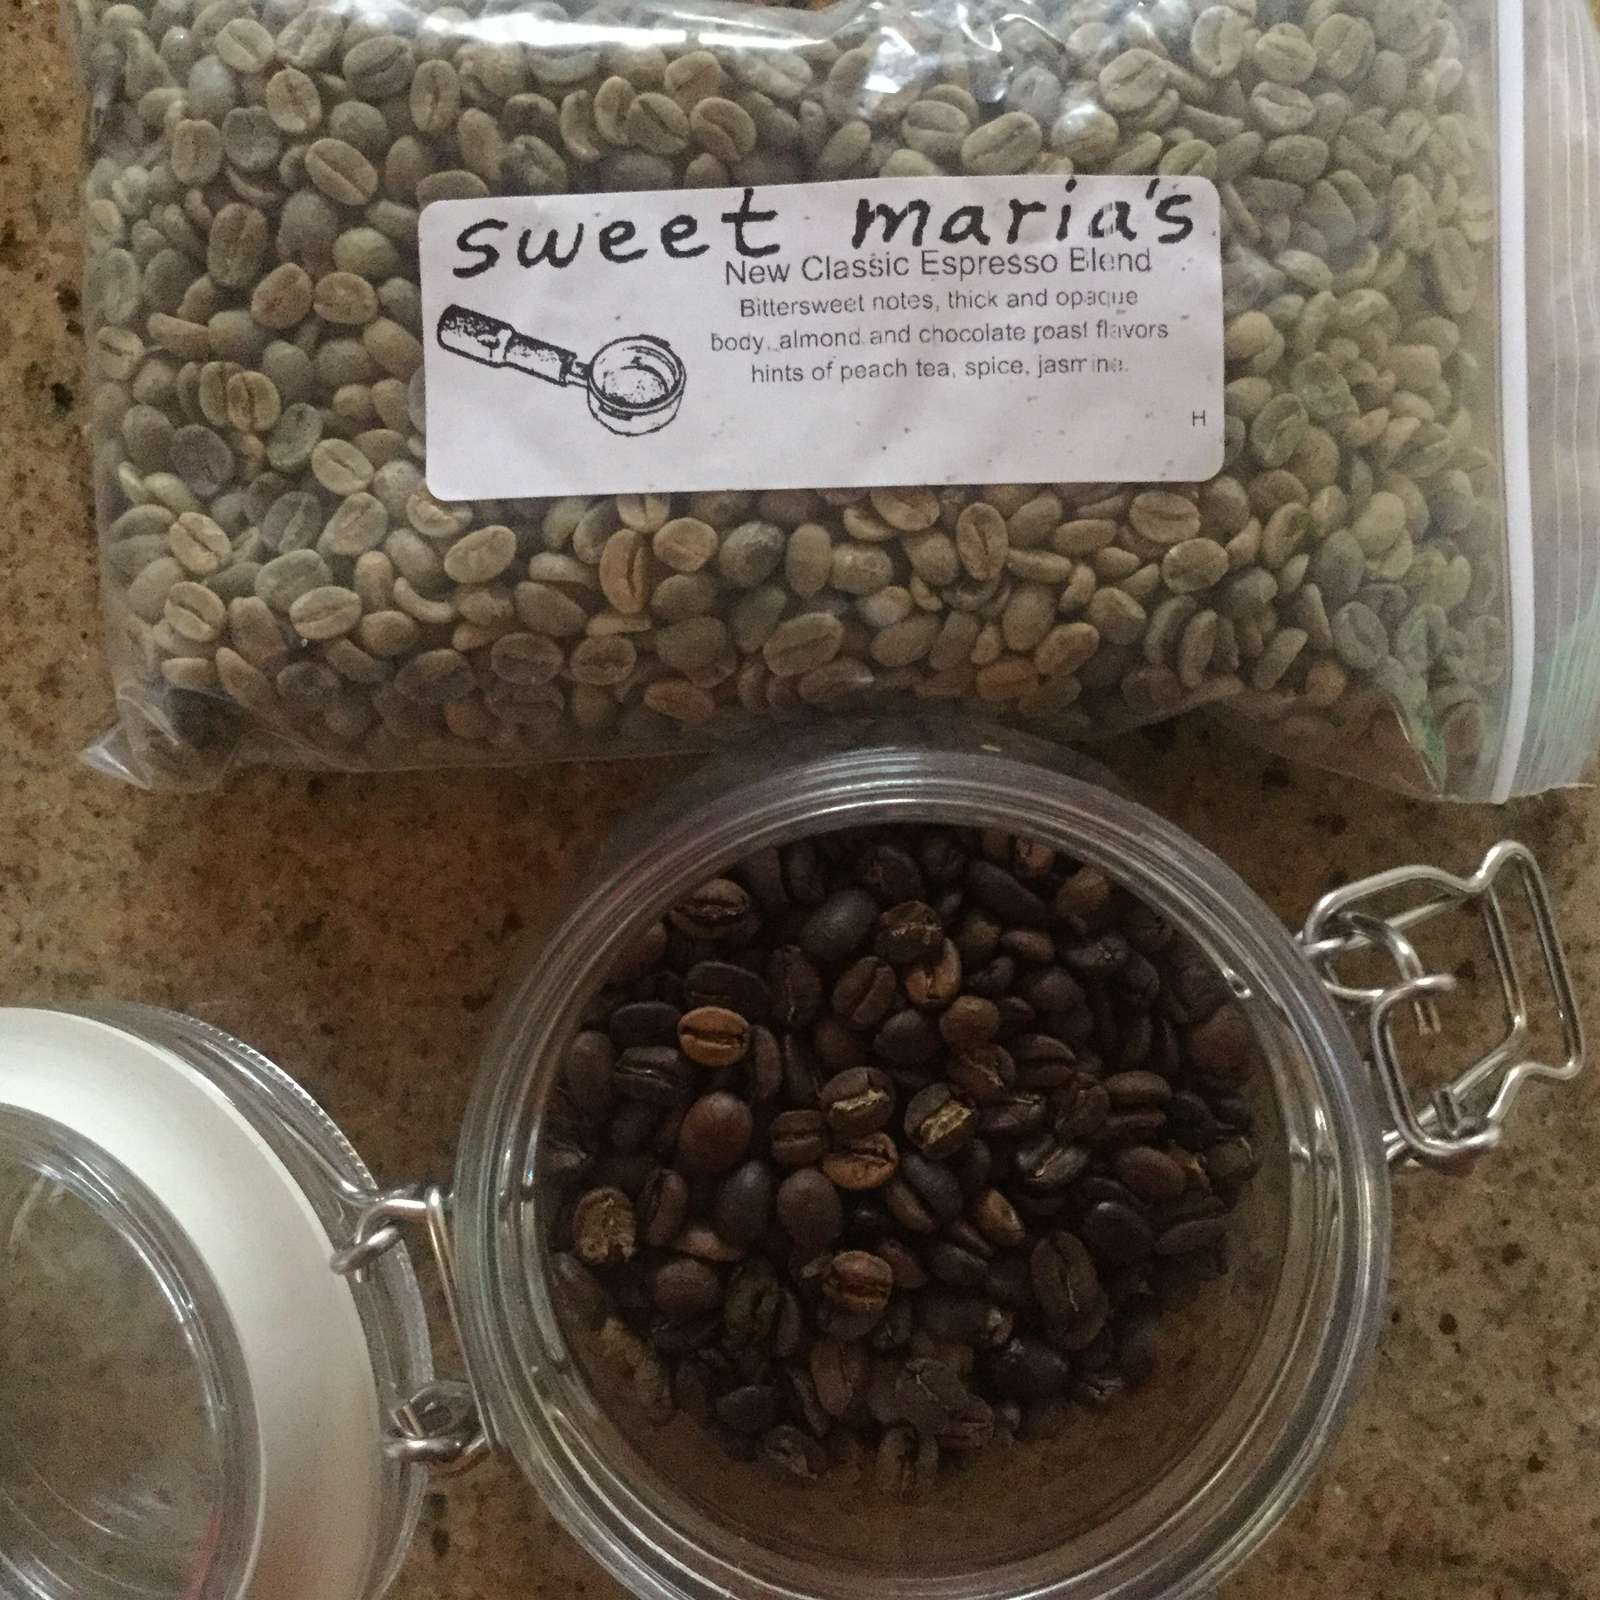 sweet maria's
New Classic Espresso Blend
Bittersweet notes, thick and opaque
body, almond and chocolate roast flavors
hints of peach tea, spice, jasmine.
H